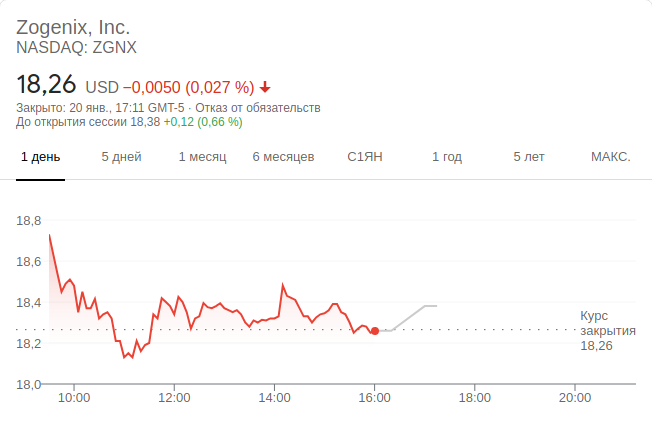 Zogenix, Inc.
NASDAQ: ZGNX
18,26 USD −0,0050 (0,027 %)
Закрыто: 20 янв., 17:11 GMT-5 · Отказ от обязательств
До открытия сессии 18,38 +0,12 (0,66 %)
1 день 5 дней 1 месяц 6 месяцев С1ЯН 1 год 5 лет МАКС.
18,8
18,6
18,4
18,2
18,0
Курс
закрытия
18,26
10:00 12:00 14:00 16:00 18:00 20:00